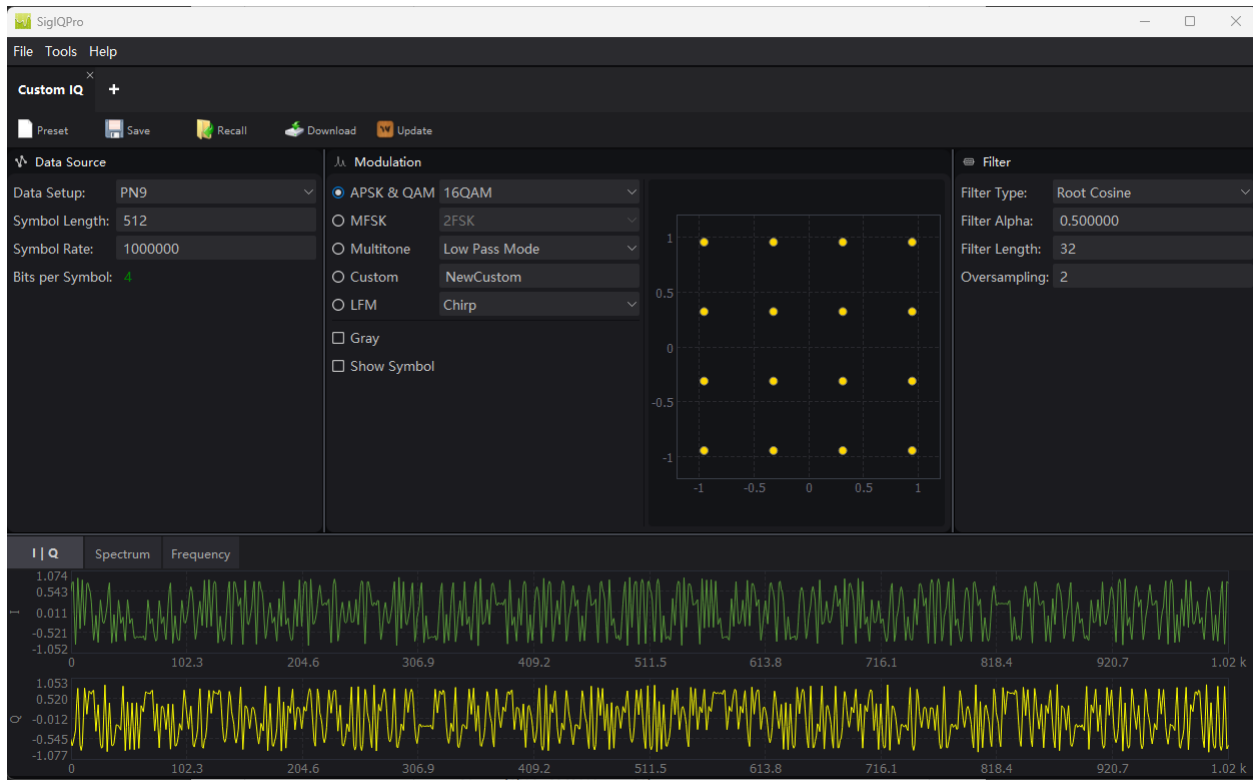 SigIQPro
File Tools Help
Custom IQ
Preset Save Recall Download Update
Data Source
Data Setup: PN9
Symbol Length: 512
Symbol Rate: 1000000
Bits per Symbol: 4
Modulation
APSK & QAM 16QAM
MFSK 2FSK
Multitone Low Pass Mode
Custom NewCustom
LFM Chirp
Gray
Show Symbol
1
0.5
0
-0.5
-1
-1 -0.5 0 0.5 1
Filter
Filter Type: Root Cosine
Filter Alpha: 0.500000
Filter Length: 32
Oversampling: 2
I | Q Spectrum Frequency
I
1.074
0.543
0.011
-0.521
-1.052
0 102.3 204.6 306.9 409.2 511.5 613.8 716.1 818.4 920.7 1.02 k
Q
1.053
0.520
-0.012
-0.545
-1.077
0 102.3 204.6 306.9 409.2 511.5 613.8 716.1 818.4 920.7 1.02 k